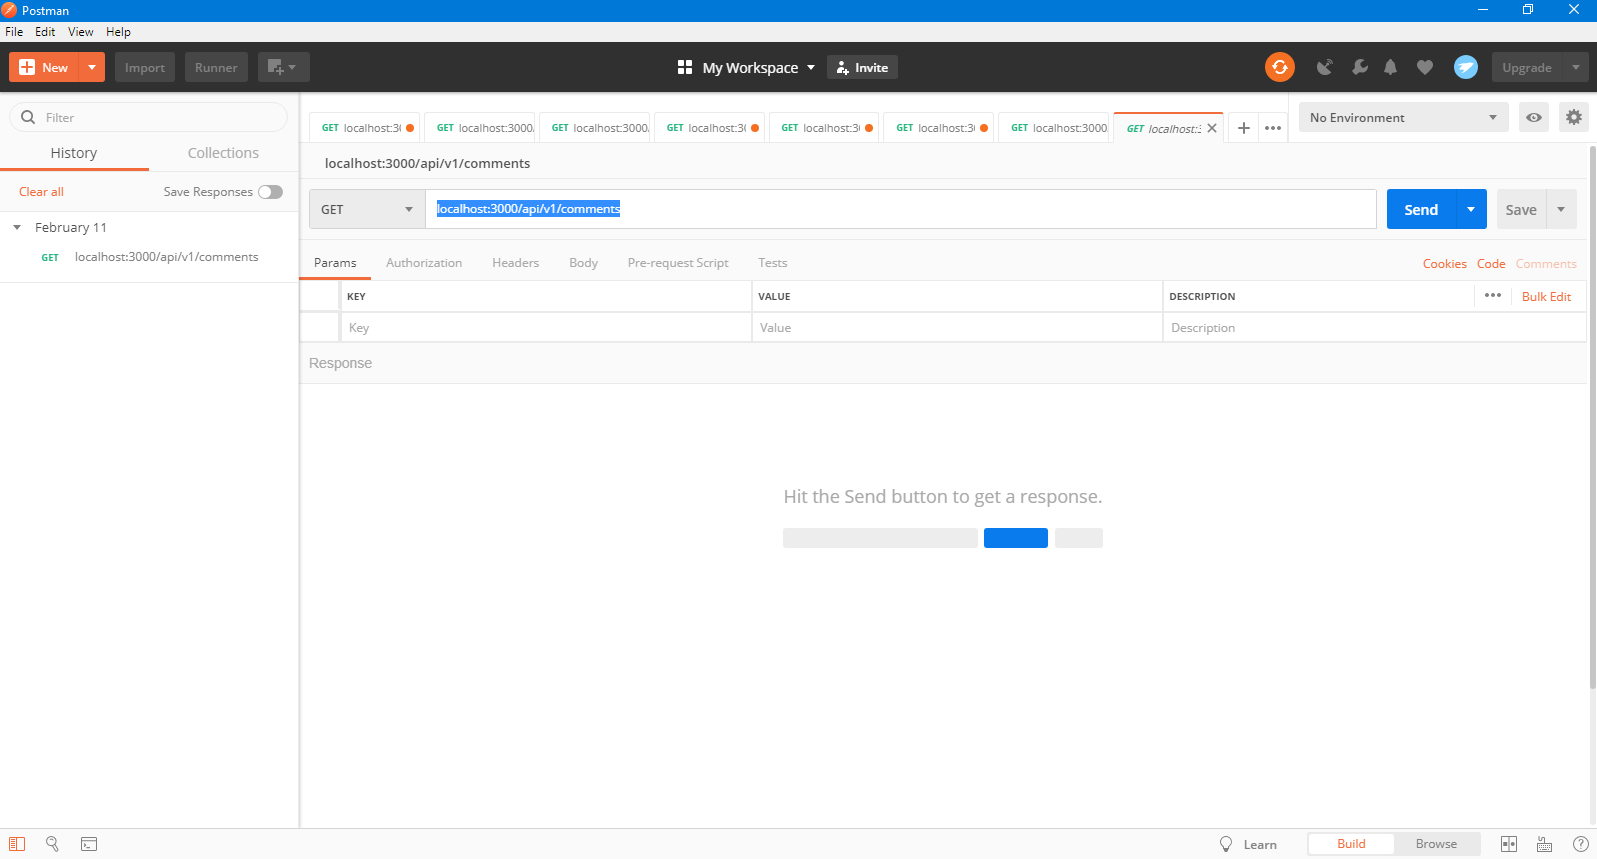 Postman
File Edit View Help
New Import Runner My Workspace Invite Upgrade
Filter
History Collections
Clear all Save Responses
February 11
GET localhost:3000/api/v1/comments
GET localhost:3( GET localhost:3000, GET localhost:3000, GET localhost:3( GET localhost:3( GET localhost:3( GET localhost:3000 GET localhost:3
No Environment
localhost:3000/api/v1/comments
GET localhost:3000/api/v1/comments Send Save
Params Authorization Headers Body Pre-request Script Tests Cookies Code Comments
KEY VALUE DESCRIPTION Bulk Edit
Key Value Description
Response
Hit the Send button to get a response.
Learn Build Browse